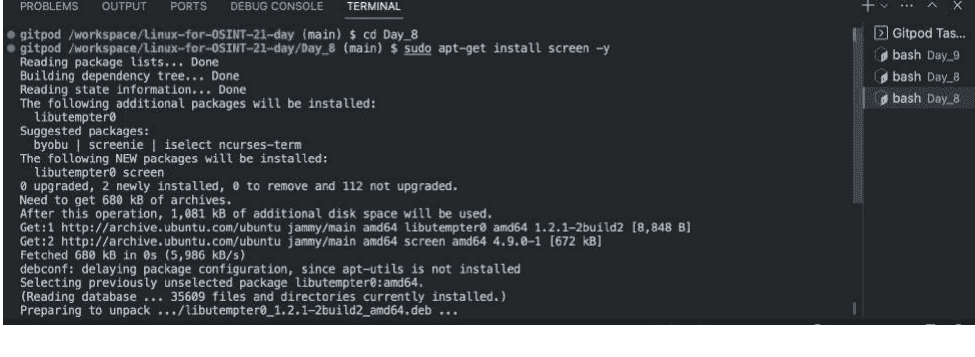 PROBLEMS OUTPUT PORTS DEBUG CONSOLE TERMINAL
gitpod /workspace/linux-for-OSINT-21-day (main) $ cd Day_8
gitpod /workspace/linux-for-OSINT-21-day/Day_8 (main) $ sudo apt-get install screen -y
Reading package lists... Done
Building dependency tree... Done
Reading state information... Done
The following additional packages will be installed:
libutempter0
Suggested packages:
byobu | screenie | iselect ncurses-term
The following NEW packages will be installed:
libutempter0 screen
0 upgraded, 2 newly installed, 0 to remove and 112 not upgraded.
Need to get 680 kB of archives.
After this operation, 1,081 kB of additional disk space will be used.
Get:1 http://archive.ubuntu.com/ubuntu jammy/main amd64 libutempter0 amd64 1.2.1-2build2 [8,848 B]
Get:2 http://archive.ubuntu.com/ubuntu jammy/main amd64 screen amd64 4.9.0-1 [672 kB]
Fetched 680 kB in 0s (5,986 kB/s)
debconf: delaying package configuration, since apt-utils is not installed
Selecting previously unselected package libutempter0:amd64.
(Reading database ... 35609 files and directories currently installed.)
Preparing to unpack .../libutempter0_1.2.1-2build2_amd64.deb ...
Gitpod Tas...
bash Day_9
bash Day_8
bash Day_8